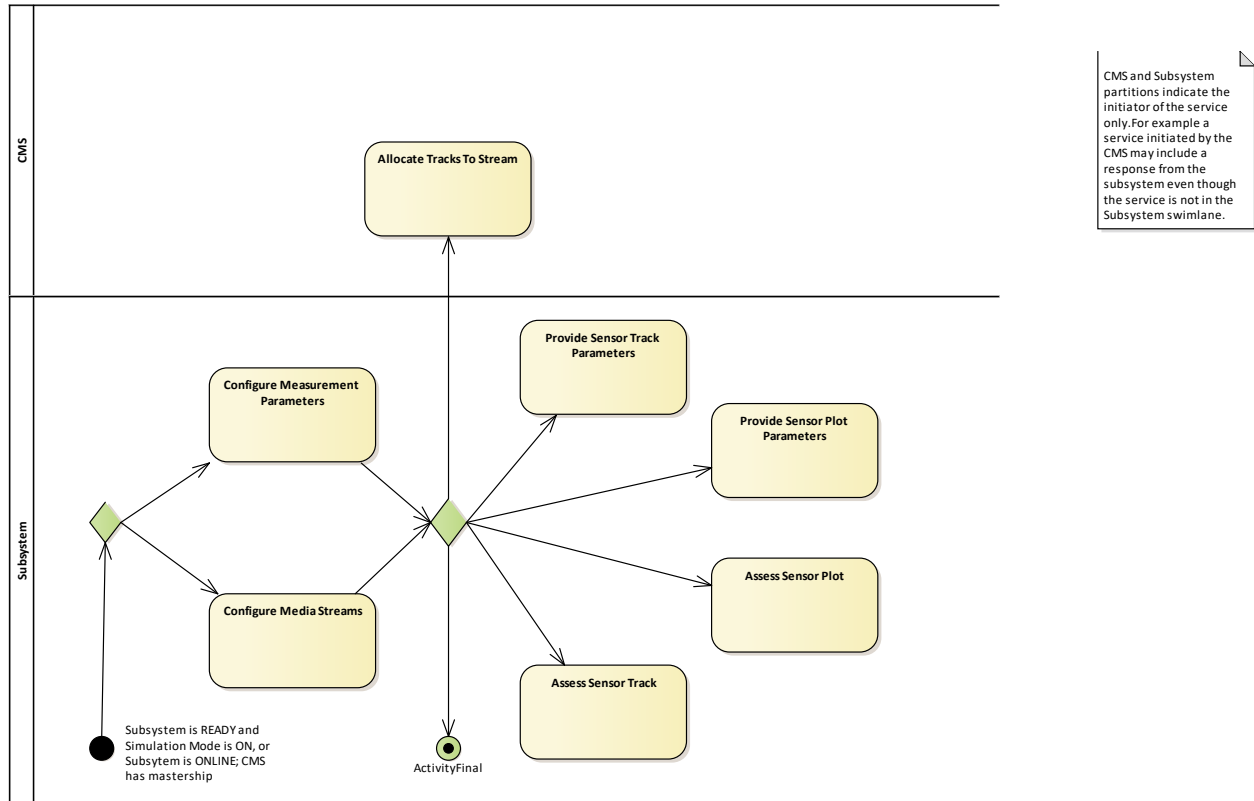 CMS
Allocate Tracks To Stream
CMS and Subsystem
partitions indicate the
initiator of the service
only.For example a
service initiated by the
CMS may include a
response from the
subsystem even though
the service is not in the
Subsystem swimlane.
Subsystem
Provide Sensor Track
Parameters
Configure Measurement
Parameters
Provide Sensor Plot
Parameters
Assess Sensor Plot
Configure Media Streams
Assess Sensor Track
Subsystem is READY and
Simulation Mode is ON, or
Subsytem is ONLINE; CMS
has mastership
ActivityFinal